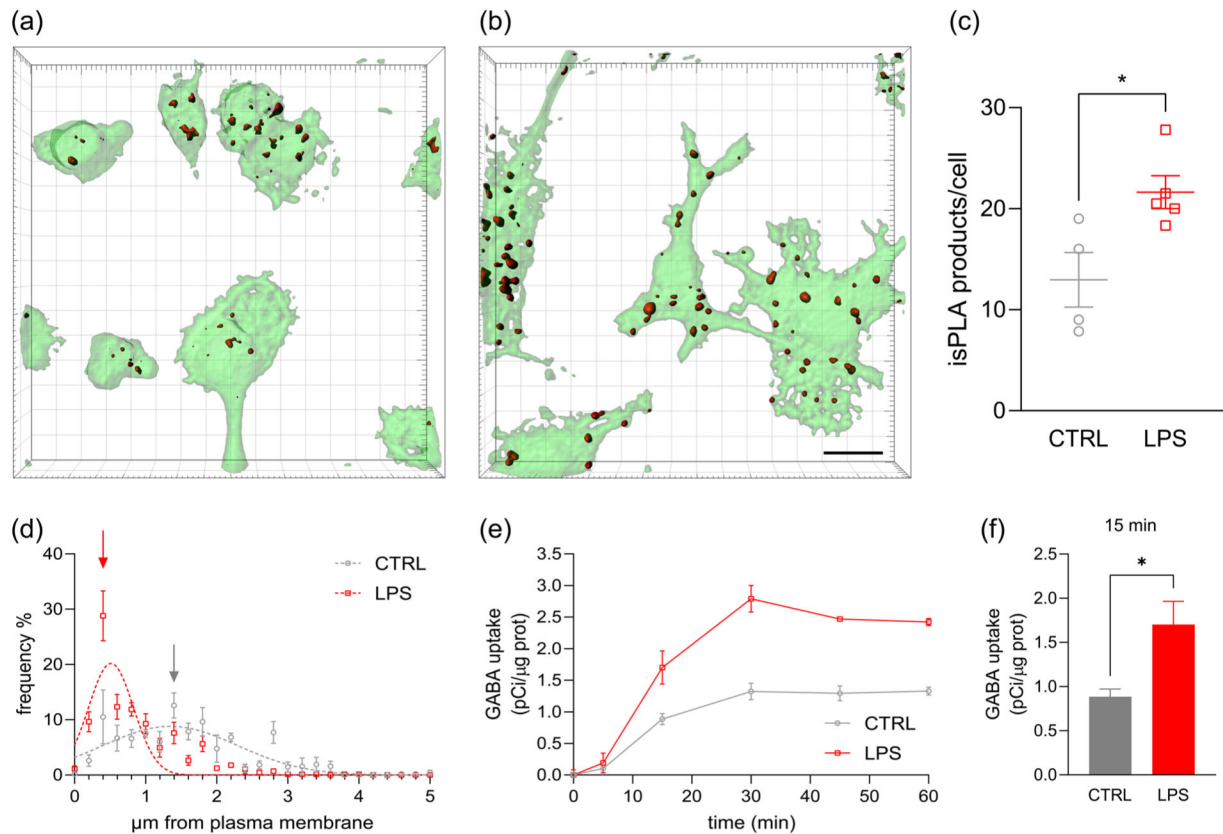 (a)
(b)
(c)
*
isPLA products/cell
30
20
10
0
CTRL
LPS
(d)
frequency %
40
30
20
10
0
CTRL
LPS
0
1
2
3
4
5
µm from plasma membrane
(e)
GABA uptake
(pCi/µg prot)
3.5
3.0
2.5
2.0
1.5
1.0
0.5
0.0
CTRL
LPS
0
10
20
30
40
50
60
time (min)
(f)
15 min
*
GABA uptake
(pCi/µg prot)
2.5
2.0
1.5
1.0
0.5
0.0
CTRL
LPS